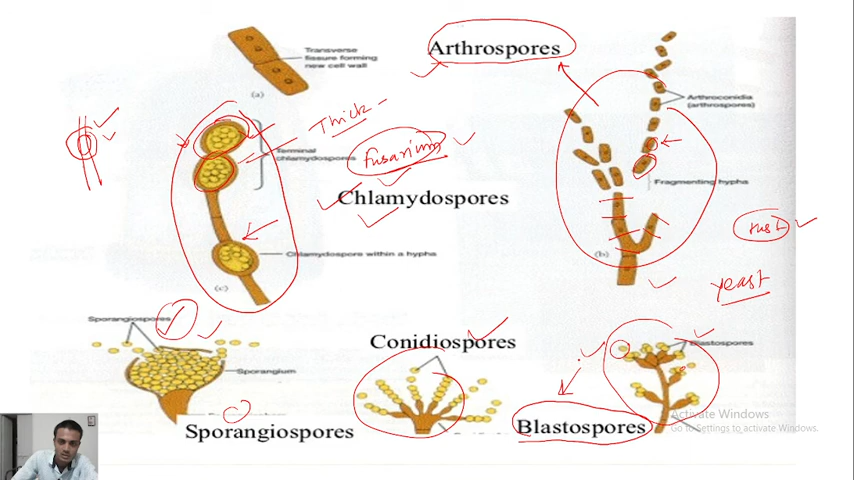 Transverse
fissure forming
new cell wall
(a)
Arthrospores
Arthroconidia
(arthrospores)
Thick
Terminal
chlamydospores
Fusarium
Chlamydospores
Fragmenting hypha
Chlamydospore within a hypha
(b)
(c)
rust
yeast
Sporangiospores
Conidiospores
Blastospores
Sporangium
Sporangiospores
Blastospores
Activate Windows
Go to Settings to activate Windows.